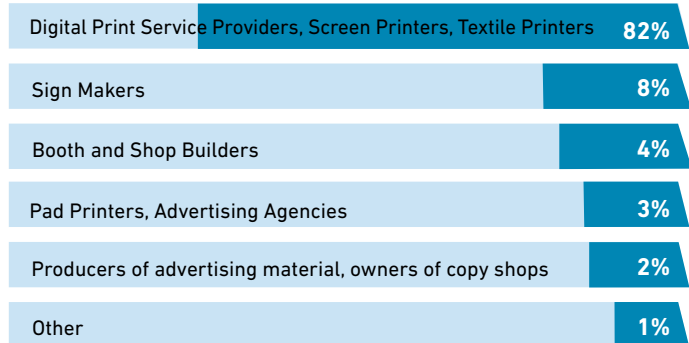 Digital Print Service Providers, Screen Printers, Textile Printers 82%
Sign Makers 8%
Booth and Shop Builders 4%
Pad Printers, Advertising Agencies 3%
Producers of advertising material, owners of copy shops 2%
Other 1%